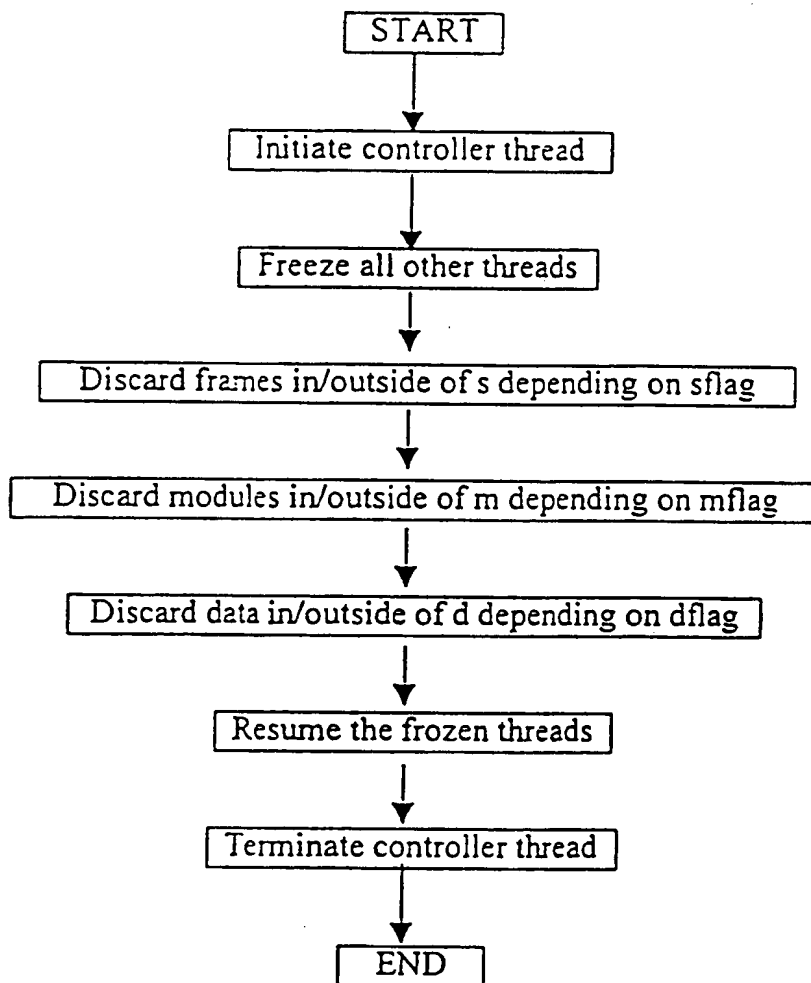 START
Initiate controller thread
Freeze all other threads
Discard frames in/outside of s depending on sflag
Discard modules in/outside of m depending on mflag
Discard data in/outside of d depending on dflag
Resume the frozen threads
Terminate controller thread
END